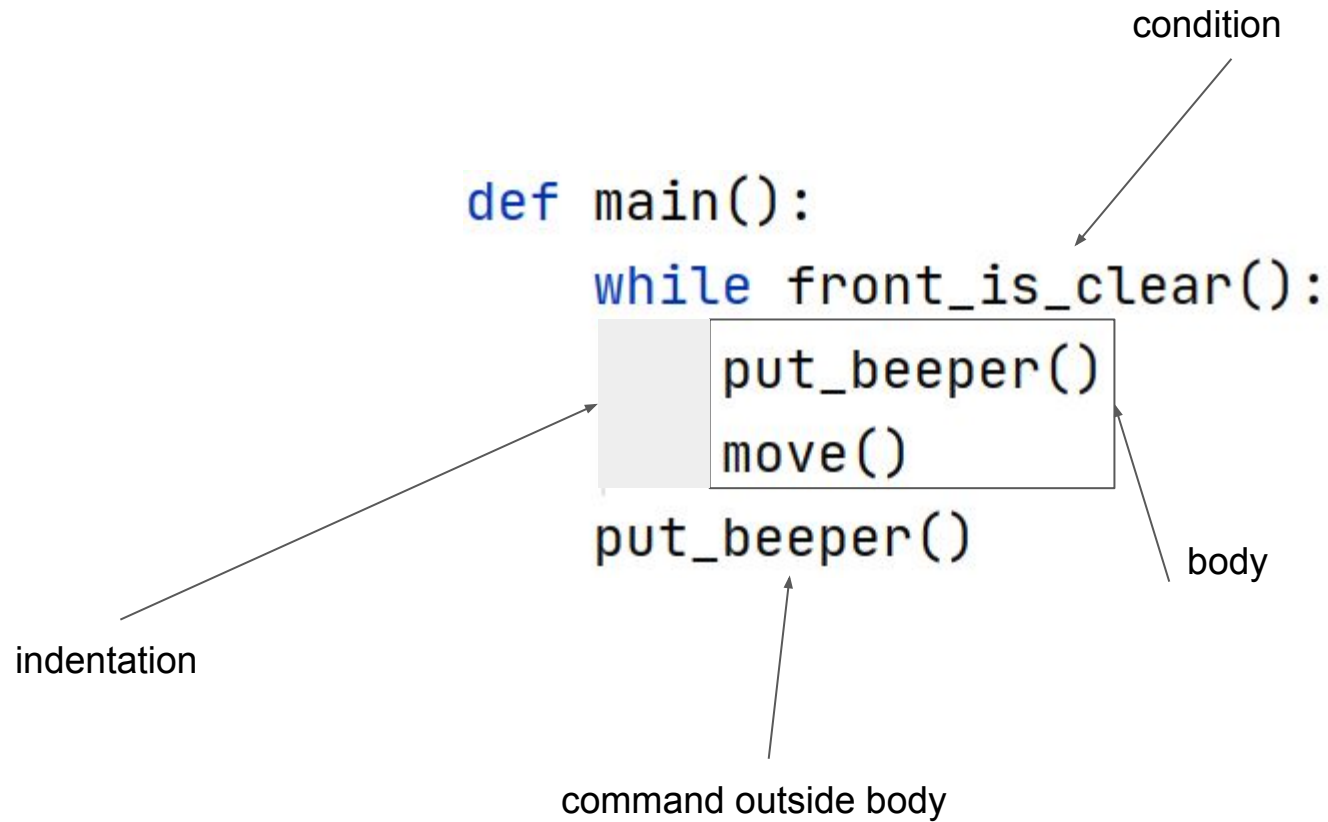 condition
def main():
while front_is_clear():
put_beeper()
move()
put_beeper()
body
indentation
command outside body